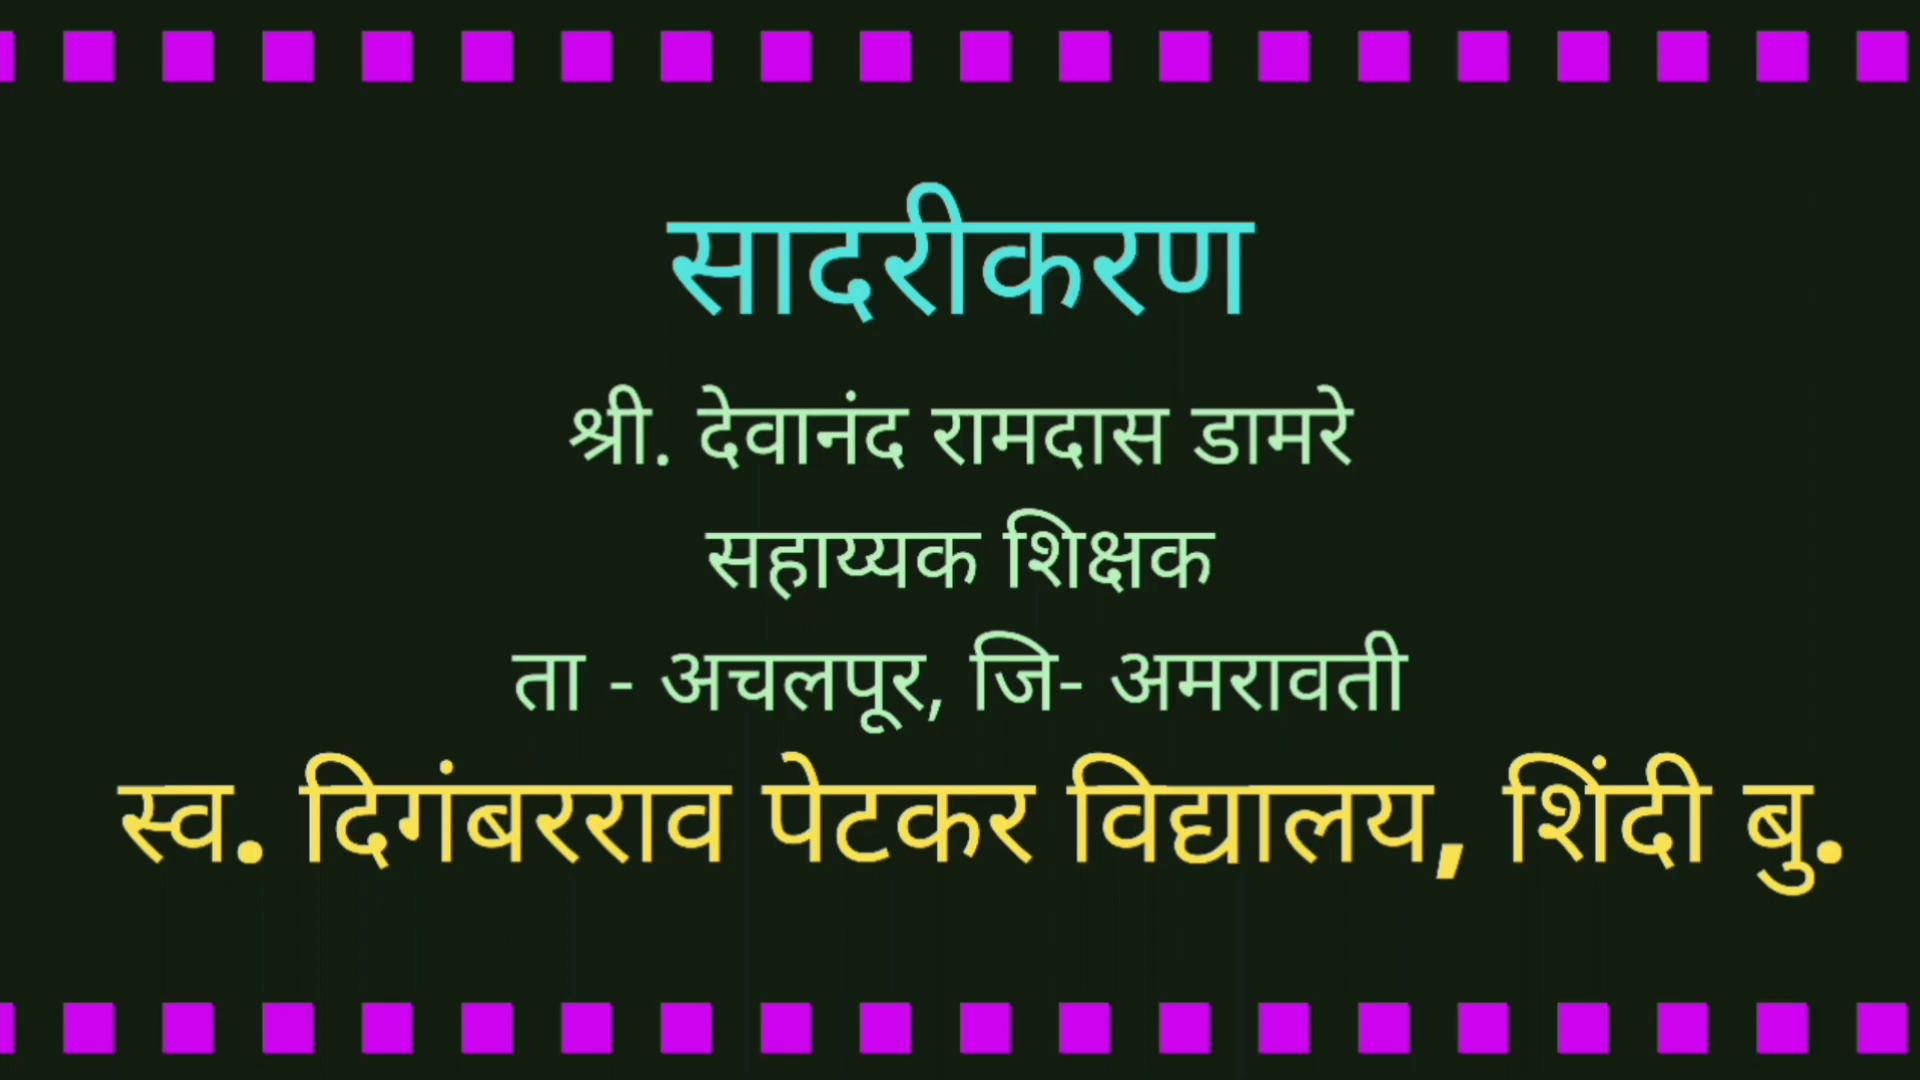 सादरीकरण
श्री. देवानंद रामदास डामरे
सहाय्यक शिक्षक
ता - अचलपूर, जि- अमरावती
स्व. दिगंबरराव पेटकर विद्यालय, शिंदी बु.